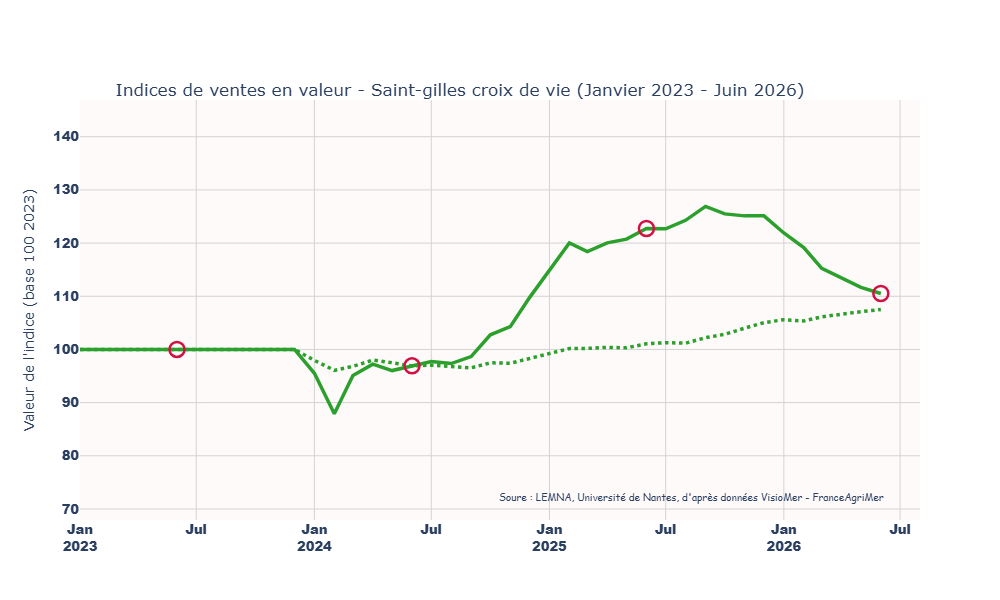 Indices de ventes en valeur - Saint-gilles croix de vie (Janvier 2023 - Juin 2026)
Valeur de l'indice (base 100 2023)
140
130
120
110
100
90
80
70
Soure : LEMNA, Université de Nantes, d'après données VisioMer - FranceAgriMer
Jan Jul Jan Jul Jan Jul Jan Jul
2023 2024 2025 2026